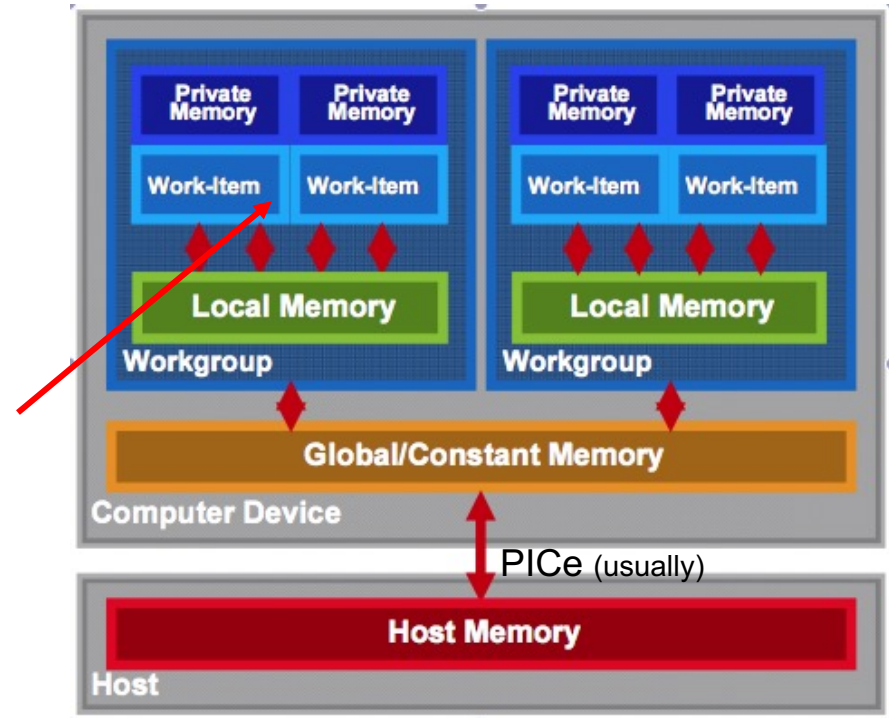 Private Private Private Private
Memory Memory Memory Memory
Work-Item Work-Item Work-Item Work-Item
Local Memory Local Memory
Workgroup Workgroup
Global/Constant Memory
Computer Device
PICe (usually)
Host Memory
Host